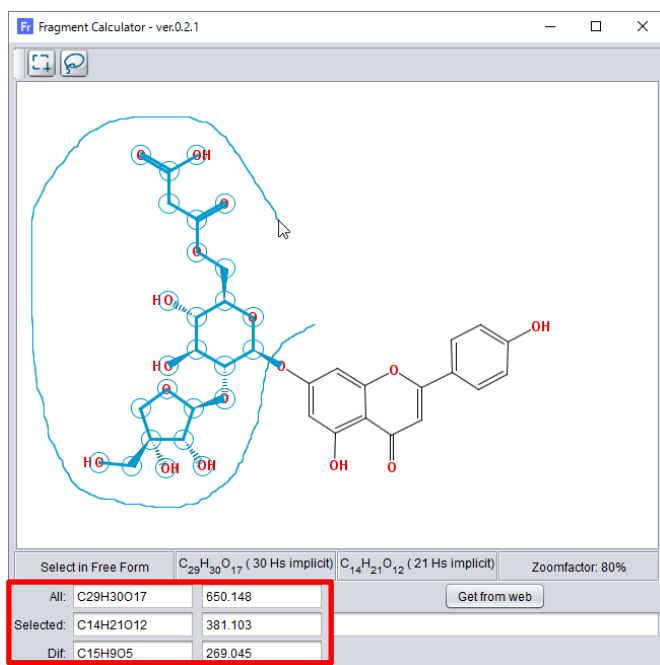 Fr Fragment Calculator - ver.0.2.1
O OH
O
O
HO O
HO O O OH
O O
HO OH OH OH O
Select in Free Form C29H30O17 ( 30 Hs implicit) C14H21O12 ( 21 Hs implicit) Zoomfactor: 80%
All: C29H30O17 650.148 Get from web
Selected: C14H21O12 381.103
Dif: C15H9O5 269.045